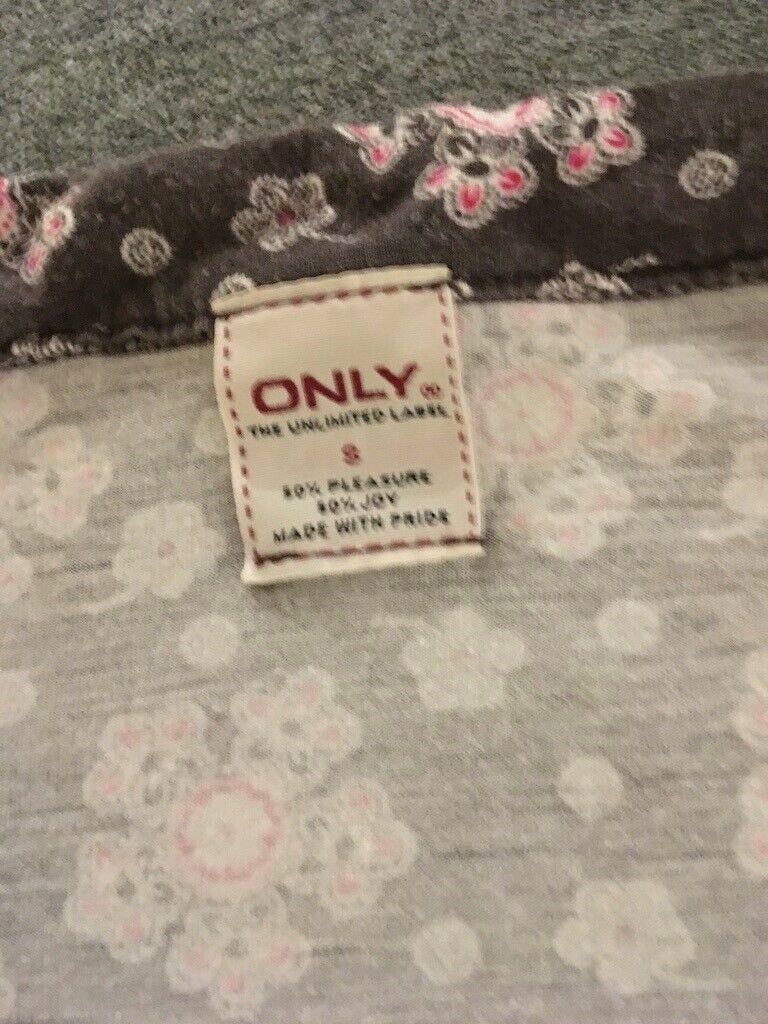 ONLY®
THE UNLIMITED LABEL
S
50% PLEASURE
50% JOY
MADE WITH PRIDE